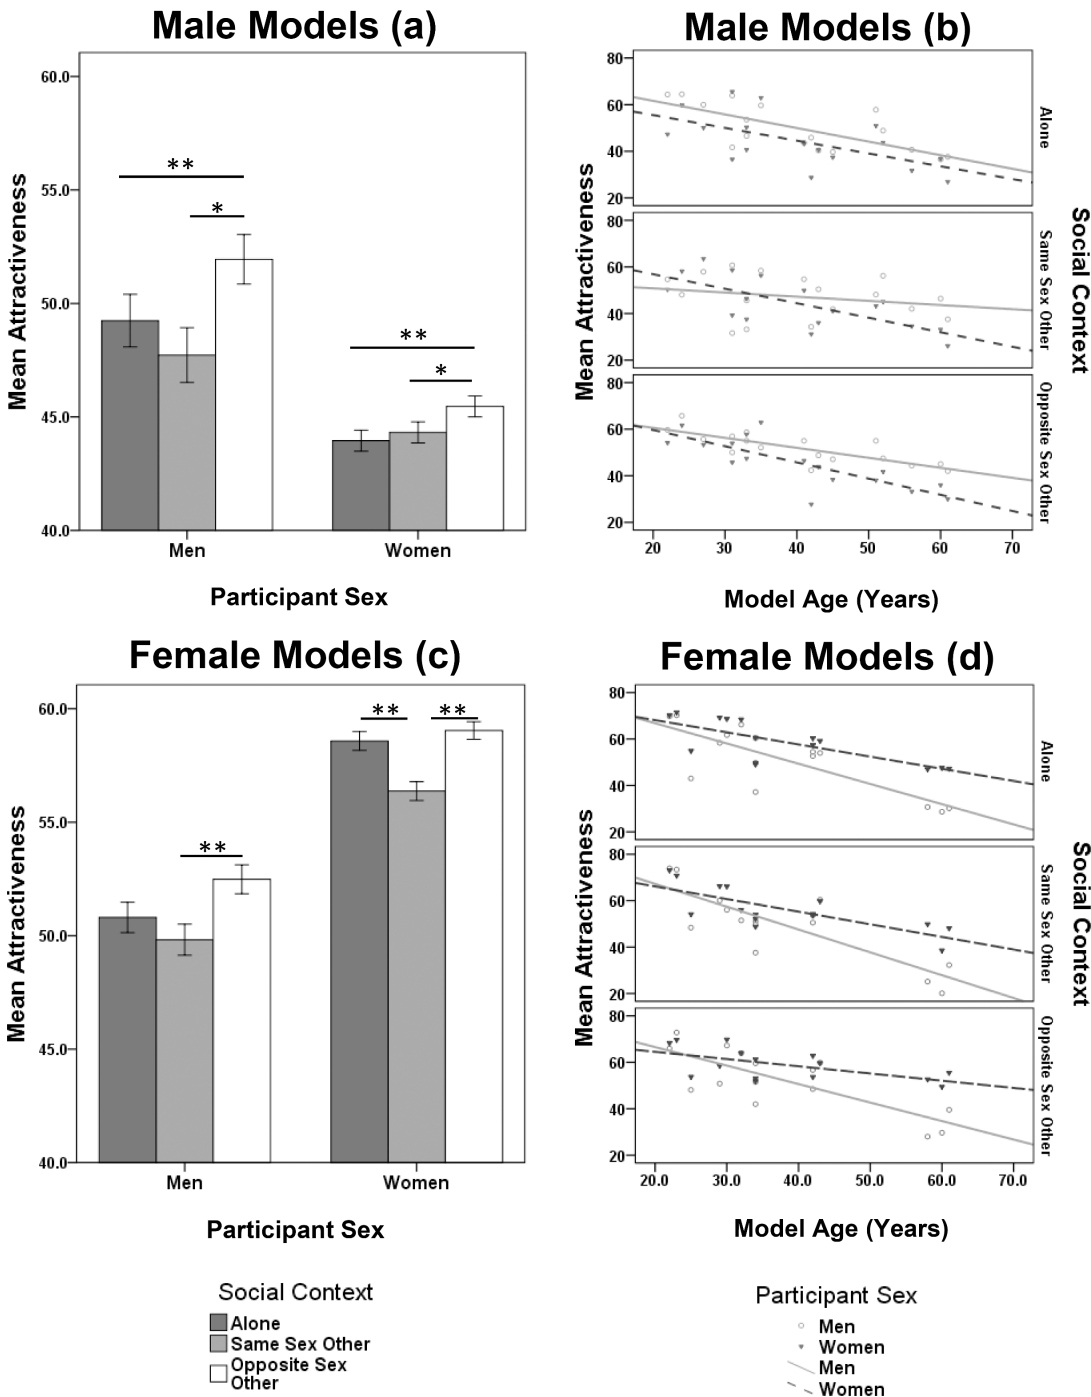 Male Models (a)
60.0
55.0
50.0
45.0
40.0
Mean Attractiveness
**
*
**
*
Men
Women
Participant Sex
Male Models (b)
80
60
40
20
80
60
40
20
80
60
40
20
Mean Attractiveness
Alone
Same Sex Other
Opposite Sex Other
Social Context
20
30
40
50
60
70
Model Age (Years)
Female Models (c)
60.0
55.0
50.0
45.0
40.0
Mean Attractiveness
**
**
**
Men
Women
Participant Sex
Female Models (d)
80
60
40
20
80
60
40
20
80
60
40
20
Mean Attractiveness
Alone
Same Sex Other
Opposite Sex Other
Social Context
20.0
30.0
40.0
50.0
60.0
70.0
Model Age (Years)
Social Context
Alone
Same Sex Other
Opposite Sex
Other
Participant Sex
Men
Women
Men
Women